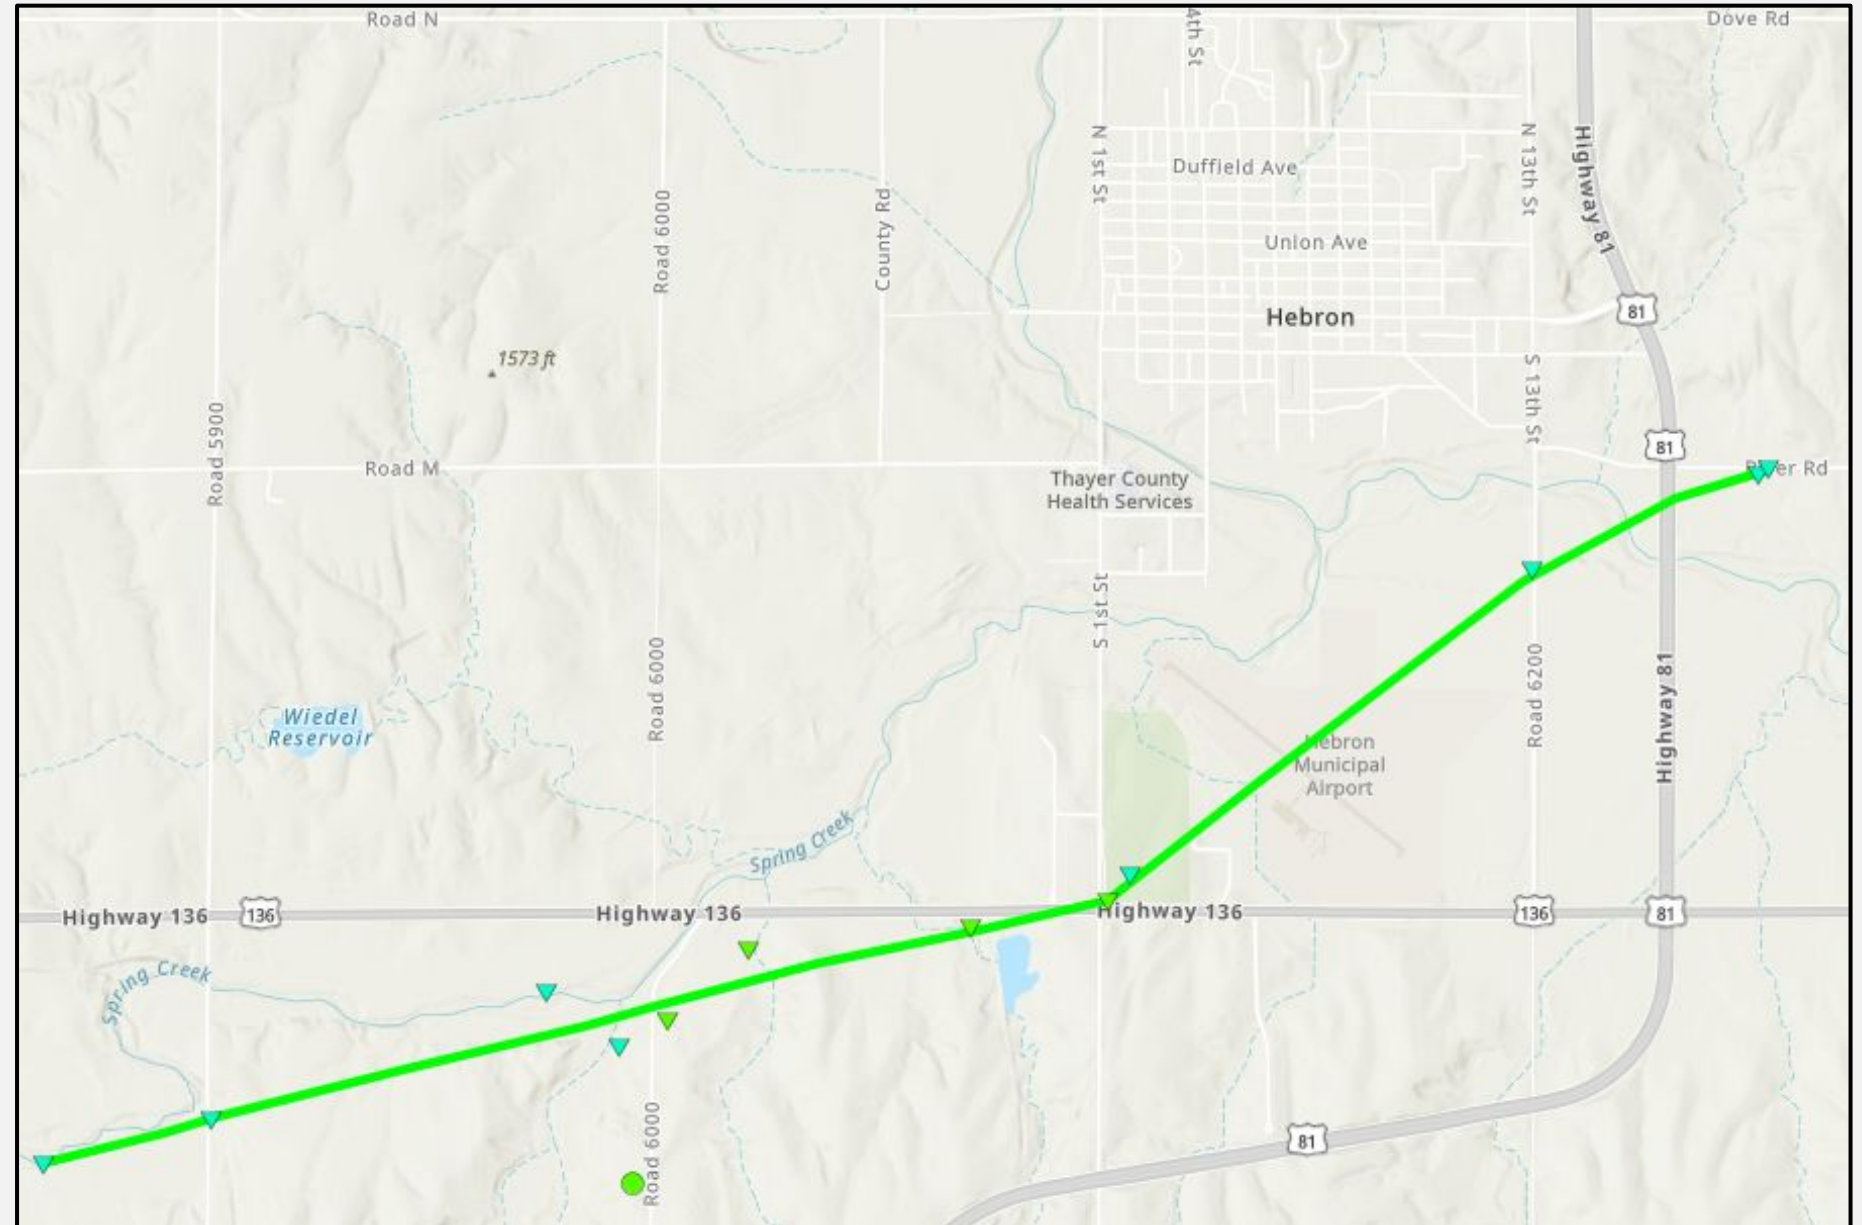 Road N
Dove Rd
4th St
N 1st St
N 13th St
Highway 81
Duffield Ave
Road 6000
County Rd
Union Ave
81
Hebron
1573 ft
S 13th St
Road 5900
81
Road M
Rd
Thayer County
Health Services
S 1st St
Road 6000
Road 6200
Highway 81
Wiedel
Reservoir
Hebron
Municipal
Airport
Spring Creek
Highway 136
136
Highway 136
Highway 136
136
81
Spring Creek
81
Road 6000